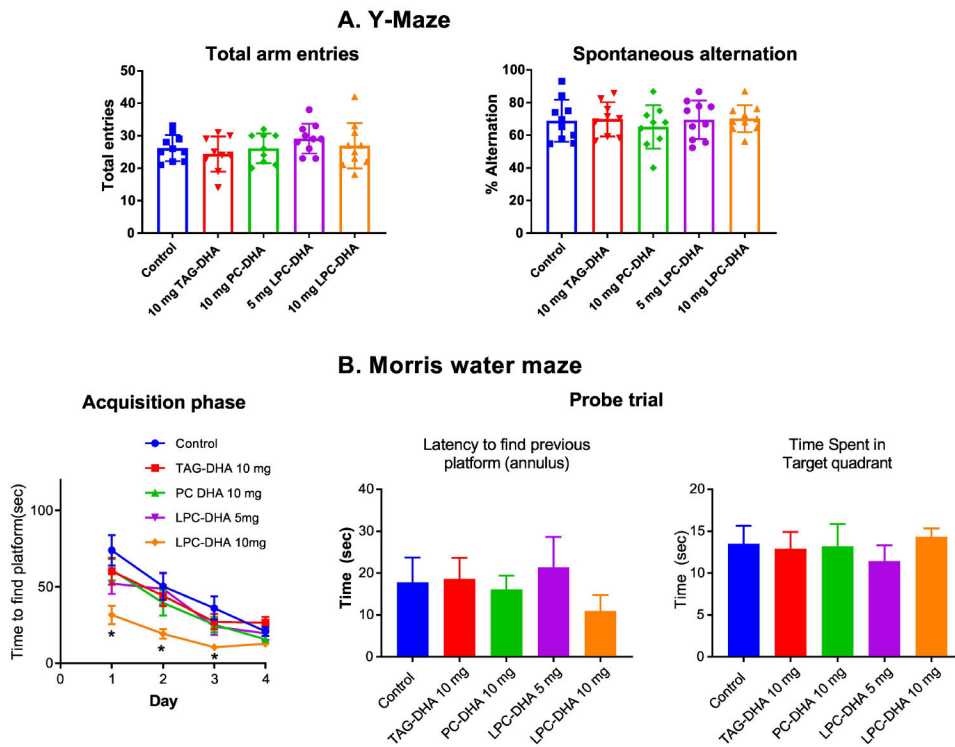 A. Y-Maze
Total arm entries
Total entries
50
40
30
20
10
0
Control
10 mg TAG-DHA
10 mg PC-DHA
5 mg LPC-DHA
10 mg LPC-DHA
Spontaneous alternation
% Alternation
100
80
60
40
20
0
Control
10 mg TAG-DHA
10 mg PC-DHA
5 mg LPC-DHA
10 mg LPC-DHA
B. Morris water maze
Acquisition phase
Control
TAG-DHA 10 mg
PC DHA 10 mg
LPC-DHA 5mg
LPC-DHA 10mg
Time to find platform(sec)
100
50
0
*
*
*
0
1
2
3
4
Day
Probe trial
Latency to find previous
platform (annulus)
Time (sec)
40
30
20
10
0
Control
TAG-DHA 10 mg
PC-DHA 10 mg
LPC-DHA 5 mg
LPC-DHA 10 mg
Time Spent in
Target quadrant
Time (sec)
15
10
5
0
Control
TAG-DHA 10 mg
PC-DHA 10 mg
LPC-DHA 5 mg
LPC-DHA 10 mg